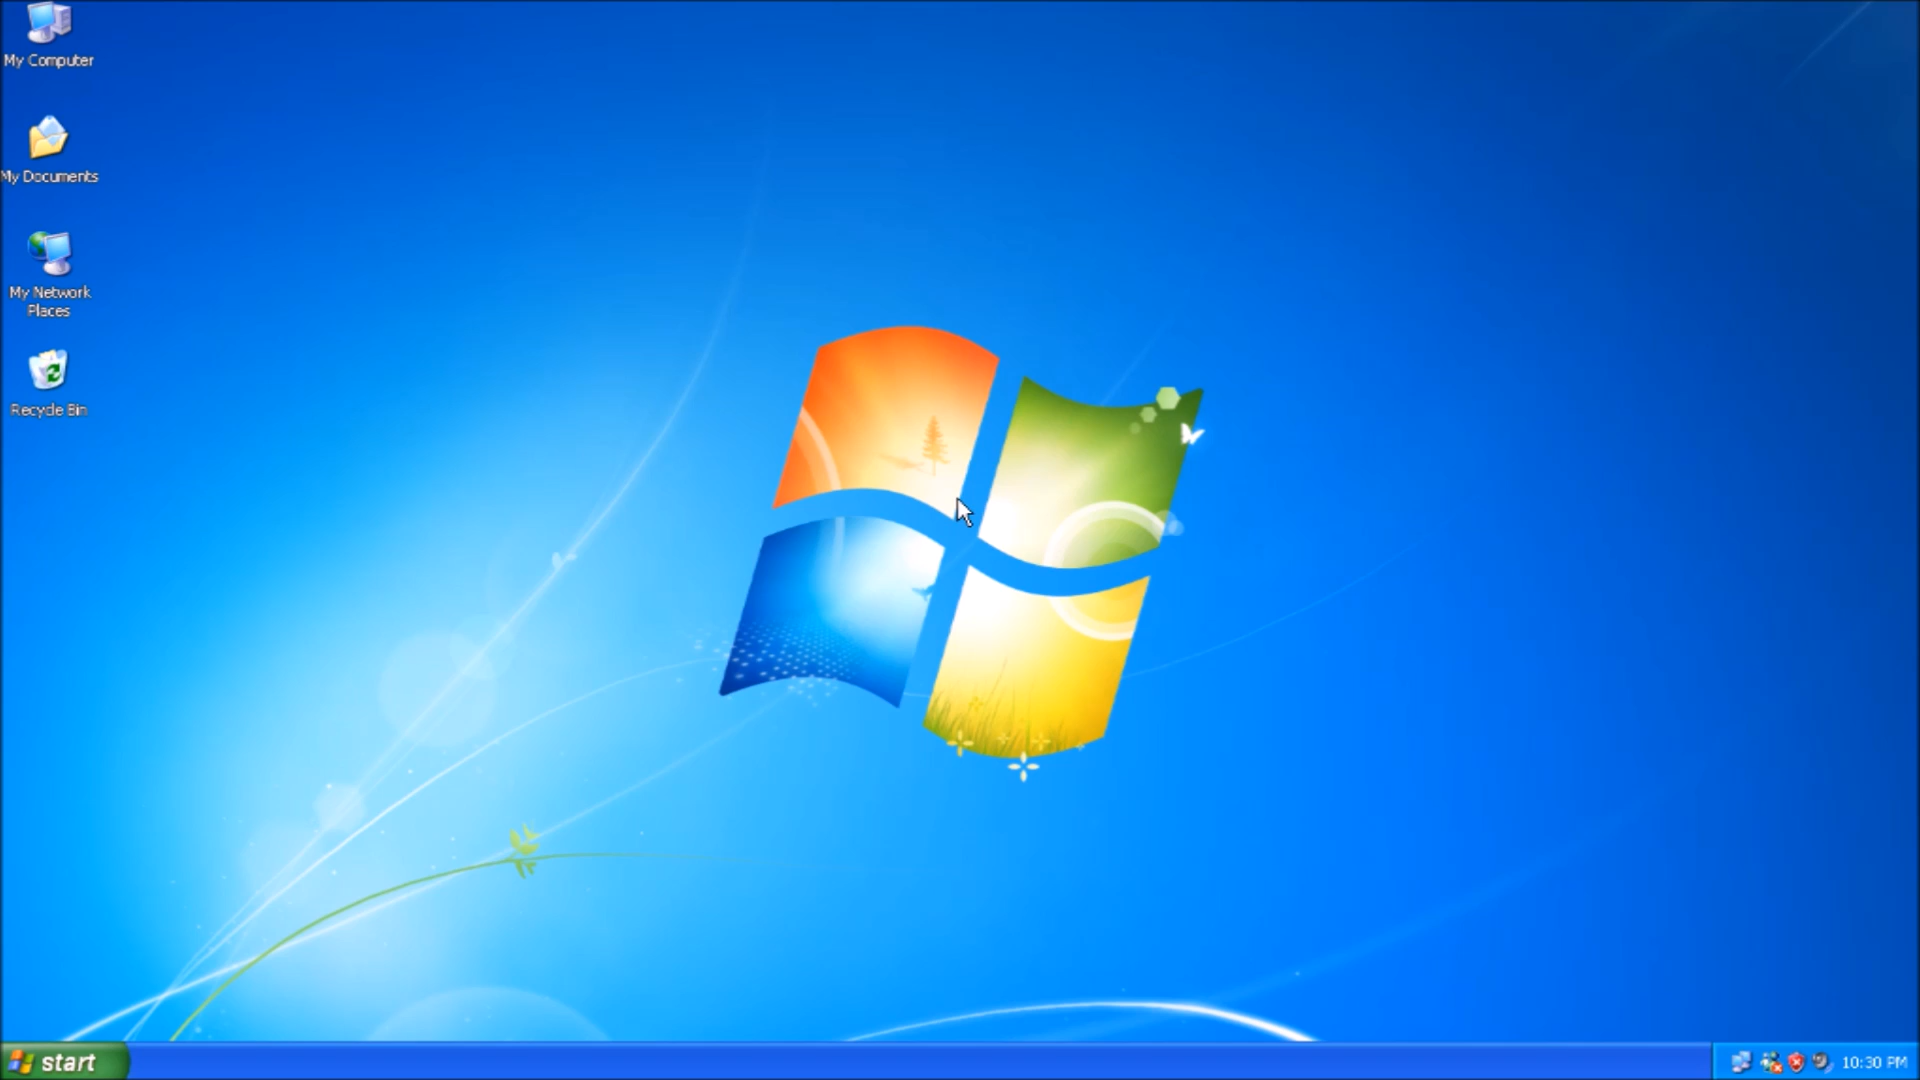 My Computer
My Documents
My Network
Places
Recycle Bin
start
10:30 PM